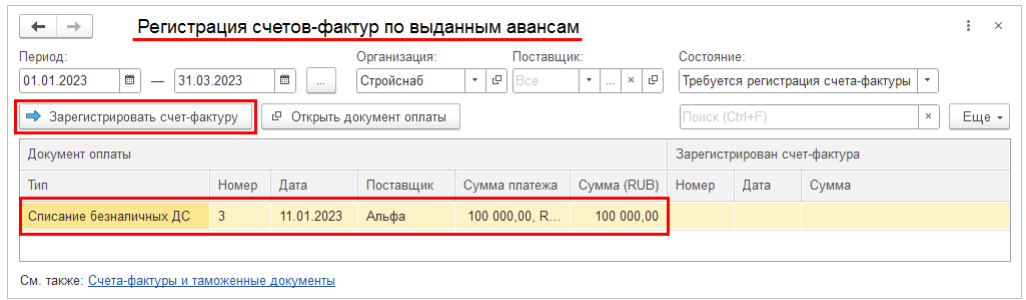 Регистрация счетов-фактур по выданным авансам
Период: Организация: Поставщик: Состояние:
01.01.2023 — 31.03.2023 ... Стройснаб Все ... × Требуется регистрация счета-фактуры
Зарегистрировать счет-фактуру Открыть документ оплаты Поиск (Ctrl+F) × Еще
Документ оплаты Зарегистрирован счет-фактура
Тип Номер Дата Поставщик Сумма платежа Сумма (RUB) Номер Дата Сумма
Списание безналичных ДС 3 11.01.2023 Альфа 100 000,00, R... 100 000,00
См. также: Счета-фактуры и таможенные документы